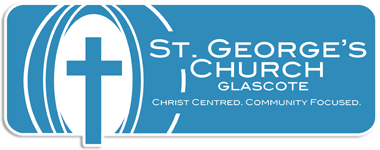 St. George's
Church
Glascote
Christ Centred. Community Focused.